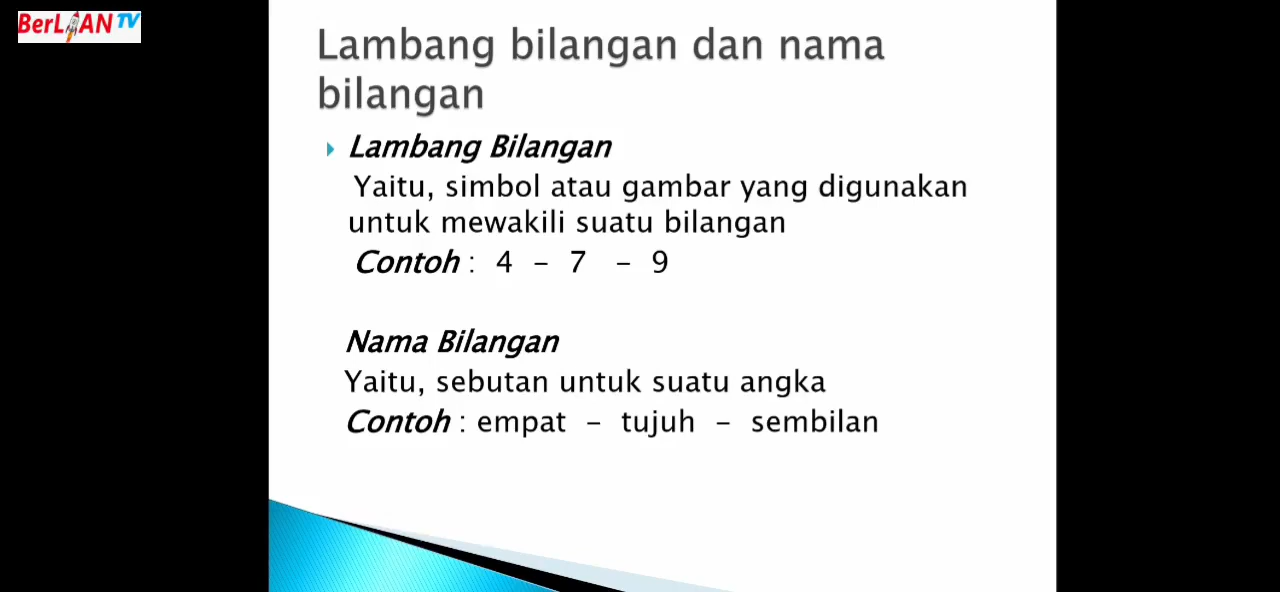 BerLIAN TV
Lambang bilangan dan nama
bilangan
Lambang Bilangan
Yaitu, simbol atau gambar yang digunakan
untuk mewakili suatu bilangan
Contoh : 4 - 7 - 9
Nama Bilangan
Yaitu, sebutan untuk suatu angka
Contoh : empat - tujuh - sembilan